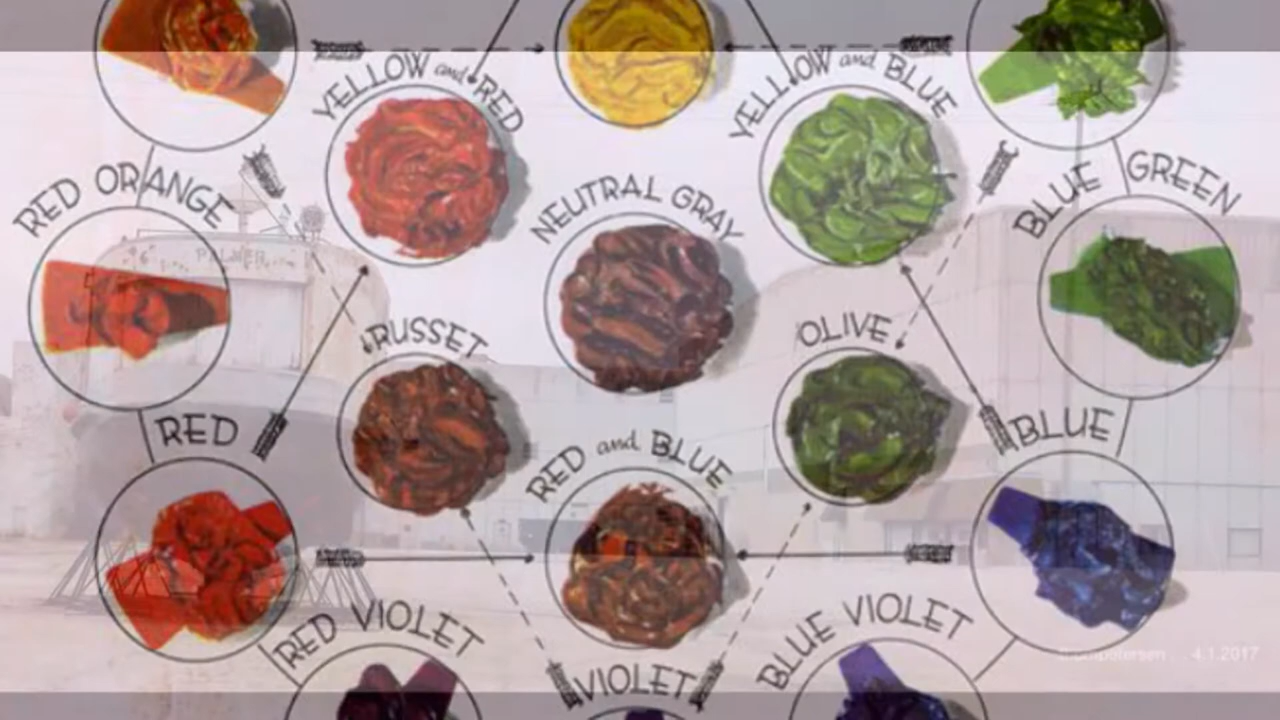 YELLOW and RED
YELLOW and BLUE
RED ORANGE
NEUTRAL GRAY
BLUE GREEN
PALMER
RUSSET
OLIVE
RED
RED and BLUE
BLUE
RED VIOLET
VIOLET
BLUE VIOLET
4.1.2017